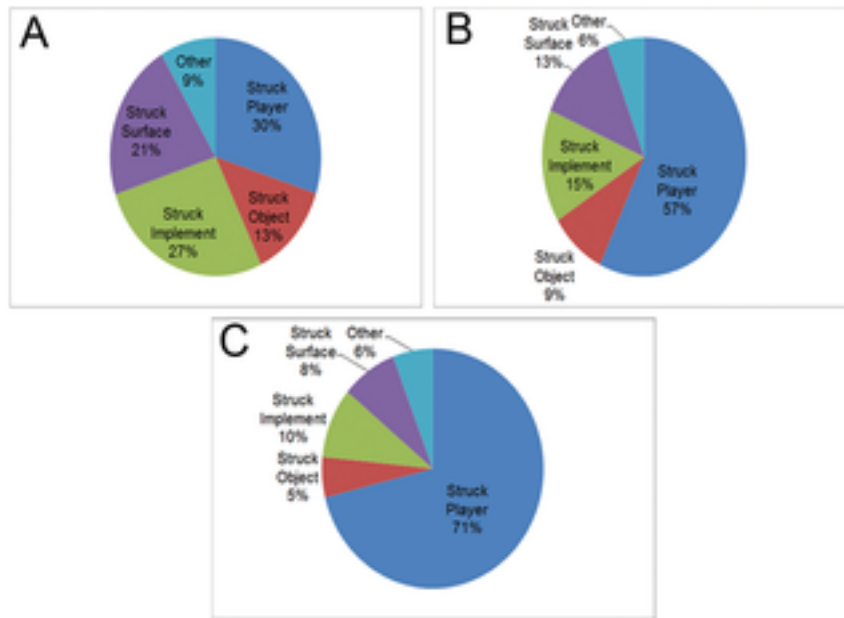 A
Other
9%
Struck
Player
30%
Struck
Surface
21%
Struck
Object
13%
Struck
Implement
27%
B
Struck
Surface
13%
Other
6%
Struck
Implement
15%
Struck
Player
57%
Struck
Object
9%
C
Struck
Surface
8%
Other
6%
Struck
Implement
10%
Struck
Object
5%
Struck
Player
71%